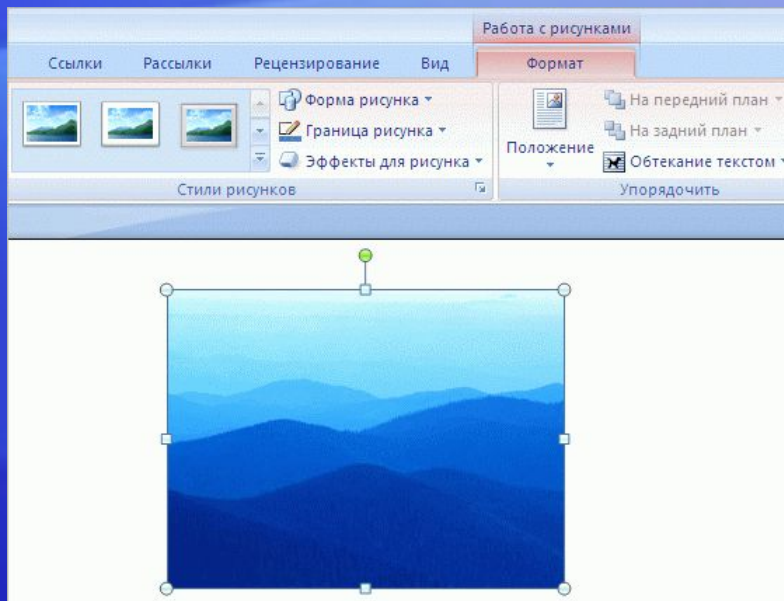 Работа с рисунками
Ссылки Рассылки Рецензирование Вид Формат
Форма рисунка
Граница рисунка
Эффекты для рисунка
Стили рисунков
Положение
На передний план
На задний план
Обтекание текстом
Упорядочить